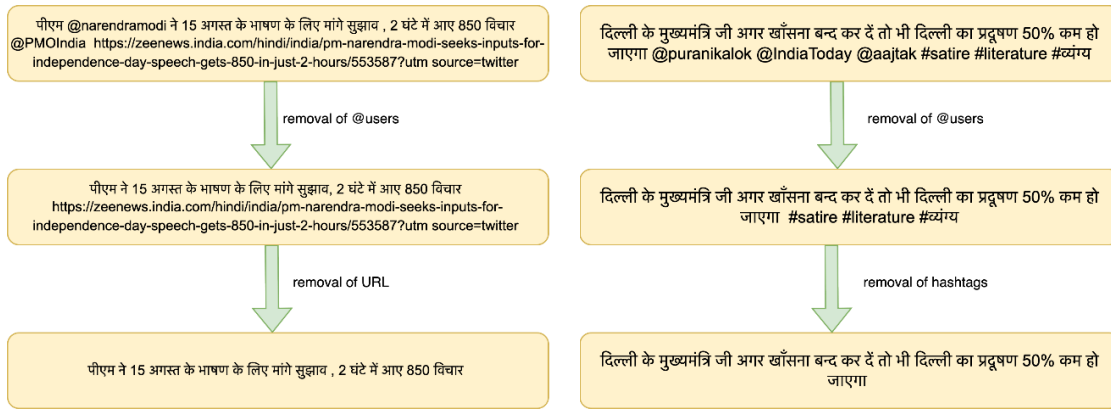 पीएम @narendramodi ने 15 अगस्त के भाषण के लिए मांगे सुझाव , 2 घंटे में आए 850 विचार
@PMOIndia https://zeenews.india.com/hindi/india/pm-narendra-modi-seeks-inputs-for-
independence-day-speech-gets-850-in-just-2-hours/553587?utm source=twitter
removal of @users
पीएम ने 15 अगस्त के भाषण के लिए मांगे सुझाव, 2 घंटे में आए 850 विचार
https://zeenews.india.com/hindi/india/pm-narendra-modi-seeks-inputs-for-
independence-day-speech-gets-850-in-just-2-hours/553587?utm source=twitter
removal of URL
पीएम ने 15 अगस्त के भाषण के लिए मांगे सुझाव , 2 घंटे में आए 850 विचार
दिल्ली के मुख्यमंत्रि जी अगर खाँसना बन्द कर दें तो भी दिल्ली का प्रदूषण 50% कम हो
जाएगा @puranikalok @IndiaToday @aajtak #satire #literature #व्यंग्य
removal of @users
दिल्ली के मुख्यमंत्रि जी अगर खाँसना बन्द कर दें तो भी दिल्ली का प्रदूषण 50% कम हो
जाएगा #satire #literature #व्यंग्य
removal of hashtags
दिल्ली के मुख्यमंत्रि जी अगर खाँसना बन्द कर दें तो भी दिल्ली का प्रदूषण 50% कम हो
जाएगा